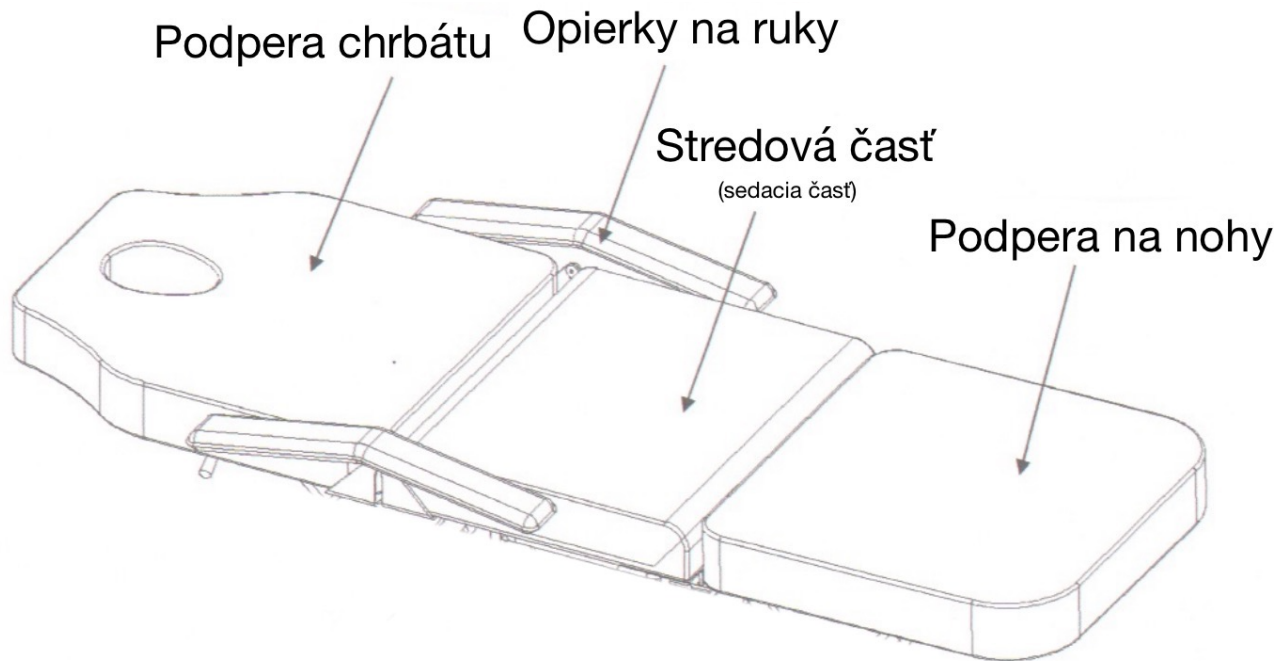 Podpera chrbátu
Opierky na ruky
Stredová časť
(sedacia časť)
Podpera na nohy